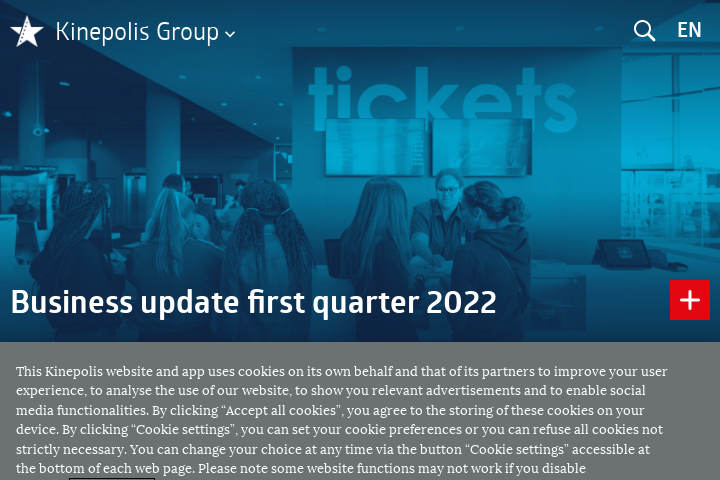 Kinepolis Group
EN
tickets
Business update first quarter 2022
This Kinepolis website and app uses cookies on its own behalf and that of its partners to improve your user
experience, to analyse the use of our website, to show you relevant advertisements and to enable social
media functionalities. By clicking “Accept all cookies”, you agree to the storing of these cookies on your
device. By clicking “Cookie settings”, you can set your cookie preferences or you can refuse all cookies not
strictly necessary. You can change your choice at any time via the button “Cookie settings” accessible at
the bottom of each web page. Please note some website functions may not work if you disable